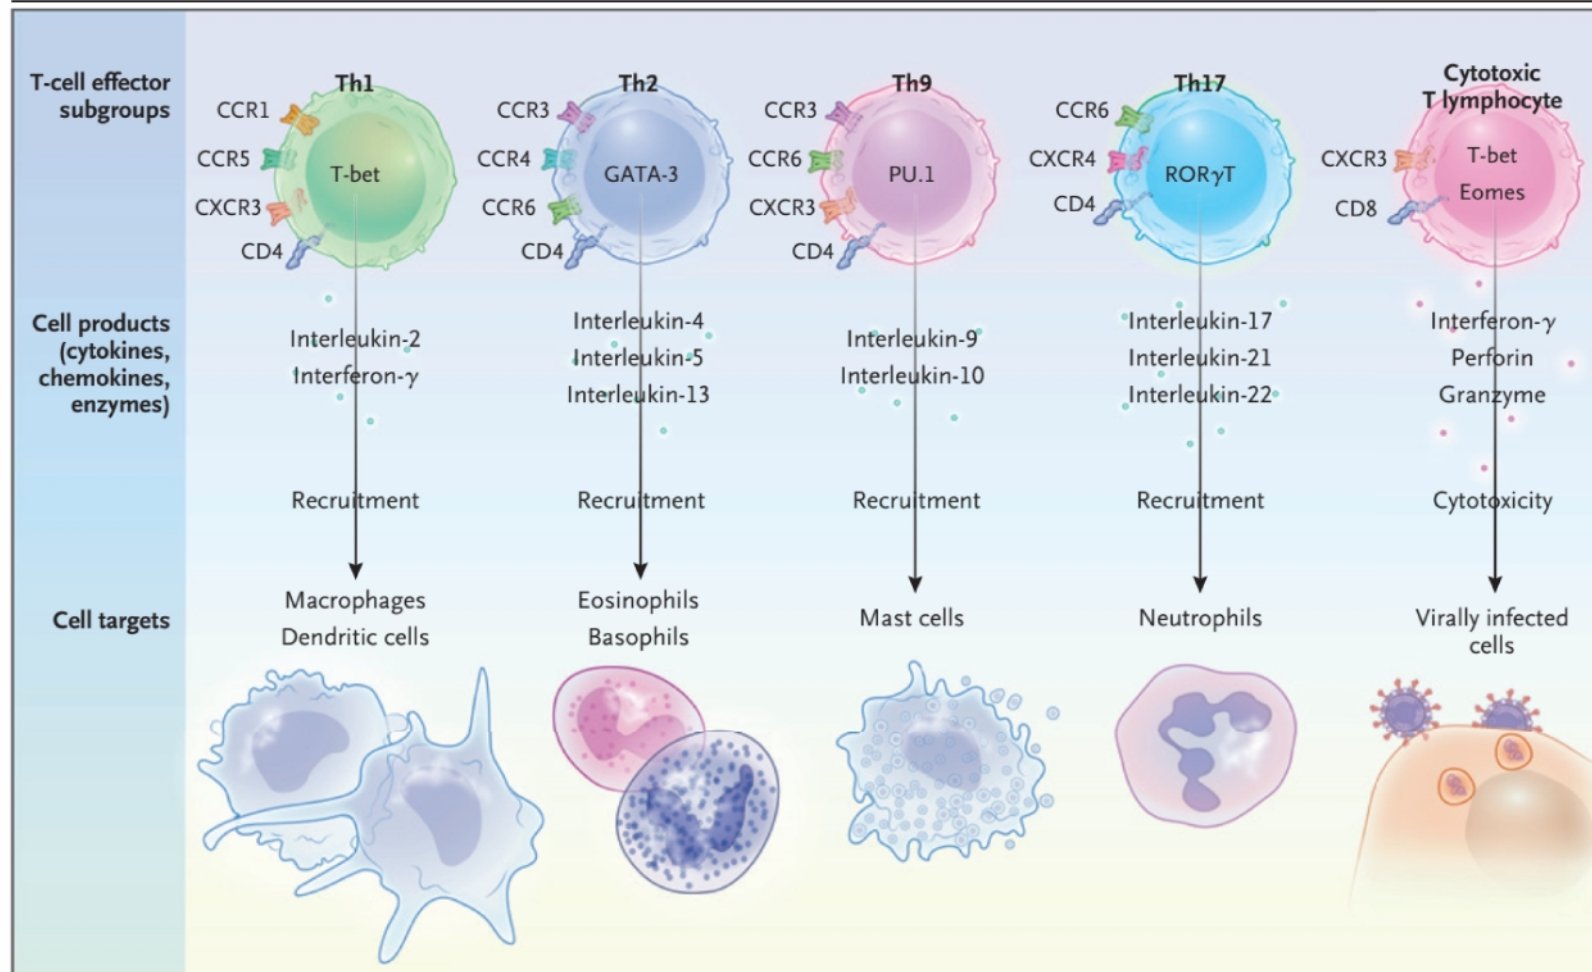 T-cell effector
subgroups
Th1
CCR1
CCR5
CXCR3
CD4
T-bet
Th2
CCR3
CCR4
CCR6
CD4
GATA-3
Th9
CCR3
CCR6
CXCR3
CD4
PU.1
Th17
CCR6
CXCR4
CD4
RORγT
Cytotoxic
T lymphocyte
CXCR3
CD8
T-bet
Eomes
Cell products
(cytokines,
chemokines,
enzymes)
Interleukin-2
Interferon-γ
Interleukin-4
Interleukin-5
Interleukin-13
Interleukin-9
Interleukin-10
Interleukin-17
Interleukin-21
Interleukin-22
Interferon-γ
Perforin
Granzyme
Recruitment
Recruitment
Recruitment
Recruitment
Cytotoxicity
Cell targets
Macrophages
Dendritic cells
Eosinophils
Basophils
Mast cells
Neutrophils
Virally infected
cells